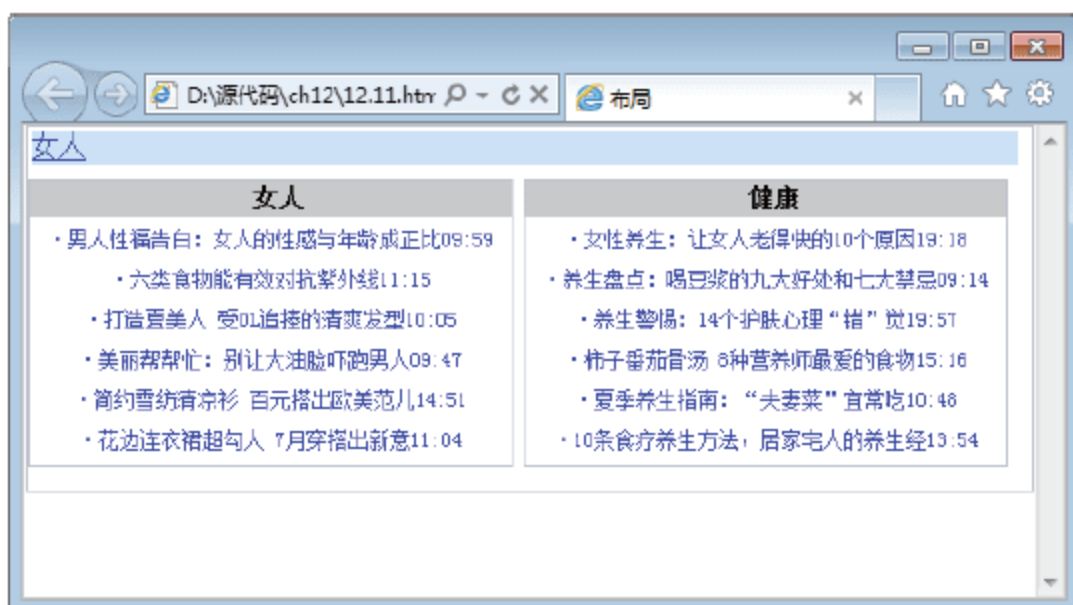 D:\源代码\ch12\12.11.htm
布局
女人
女人
·男人性福告白：女人的性感与年龄成正比09:59
·六类食物能有效对抗紫外线11:15
·打造夏美人 受OL追捧的清爽发型10:05
·美丽帮帮忙：别让大油脸吓跑男人09:47
·简约雪纺清凉衫 百元搭出欧美范儿14:51
·花边连衣裙超勾人 7月穿搭出新意11:04
健康
·女性养生：让女人老得快的10个原因19:18
·养生盘点：喝豆浆的九大好处和七大禁忌09:14
·养生警惕：14个护肤心理“错”觉19:57
·柿子番茄骨汤 8种营养师最爱的食物15:16
·夏季养生指南：“夫妻菜”宜常吃10:48
·10条食疗养生方法，居家宅人的养生经13:54